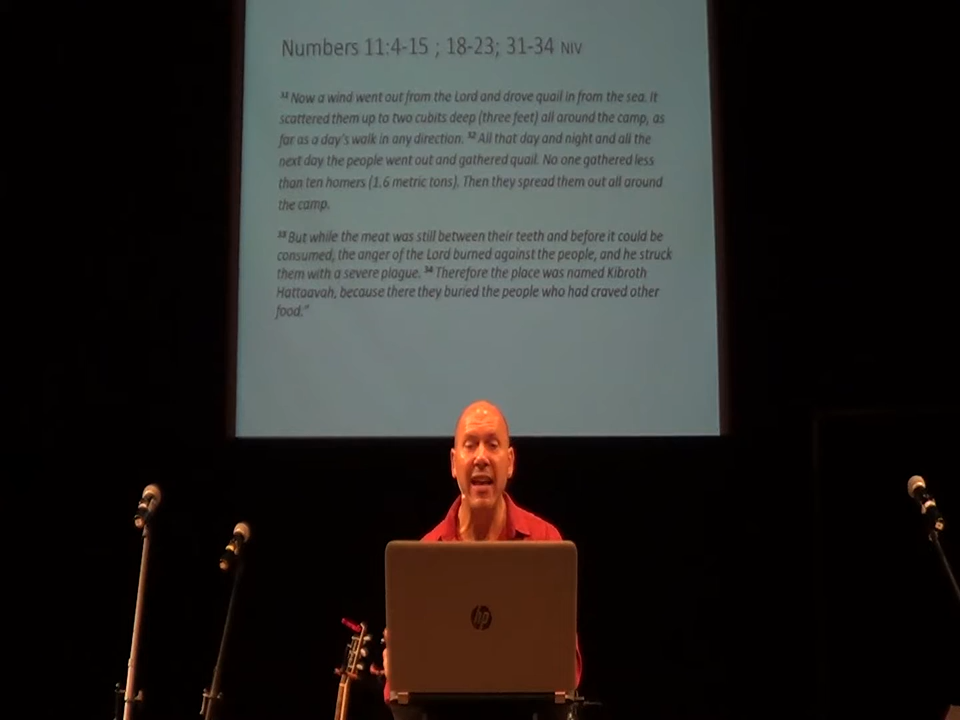 Numbers 11:4-15 ; 18-23; 31-34 NIV
³¹ Now a wind went out from the Lord and drove quail in from the sea. It
scattered them up to two cubits deep (three feet) all around the camp, as
far as a day's walk in any direction. ³² All that day and night and all the
next day the people went out and gathered quail. No one gathered less
than ten homers (1.6 metric tons). Then they spread them out all around
the camp.
³³ But while the meat was still between their teeth and before it could be
consumed, the anger of the Lord burned against the people, and he struck
them with a severe plague. ³⁴ Therefore the place was named Kibroth
Hattaavah, because there they buried the people who had craved other
food."
hp